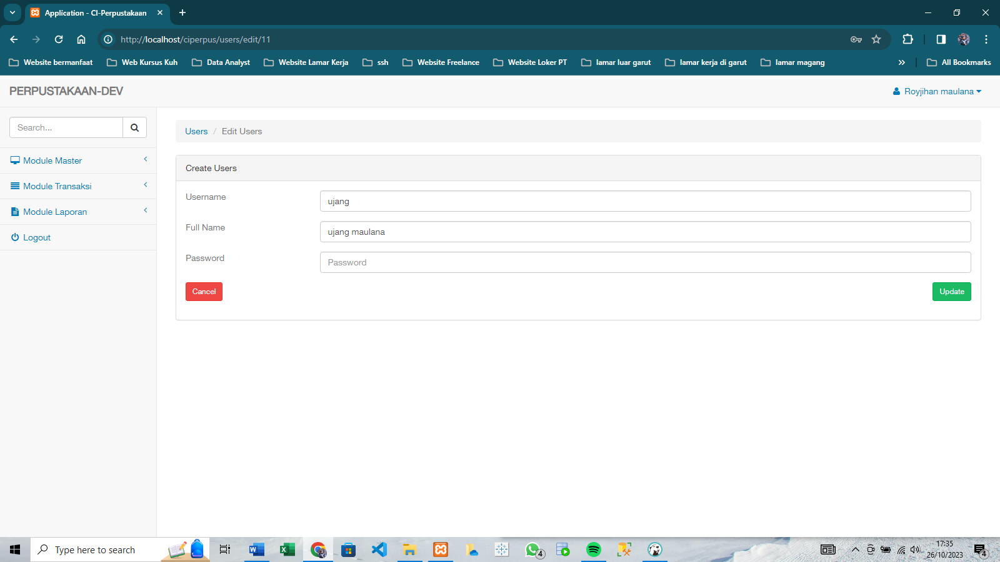 Application - CI-Perpustakaan
http://localhost/ciperpus/users/edit/11
Website bermanfaat Web Kursus Kuh Data Analyst Website Lamar Kerja ssh Website Freelance Website Loker PT lamar luar garut lamar kerja di garut lamar magang All Bookmarks
PERPUSTAKAAN-DEV
Royjihan maulana
Search...
Users / Edit Users
Module Master
Module Transaksi
Module Laporan
Logout
Create Users
Username
ujang
Full Name
ujang maulana
Password
Password
Cancel
Update
Type here to search
4
17:35
26/10/2023
4